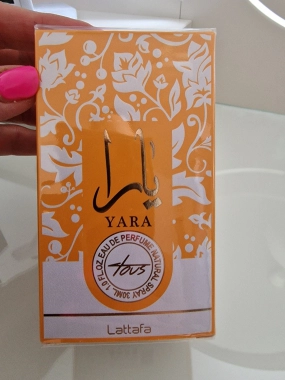 يارا
YARA
1.0 FL.OZ EAU DE PERFUME NATURAL SPRAY 30ML
tous
Lattafa